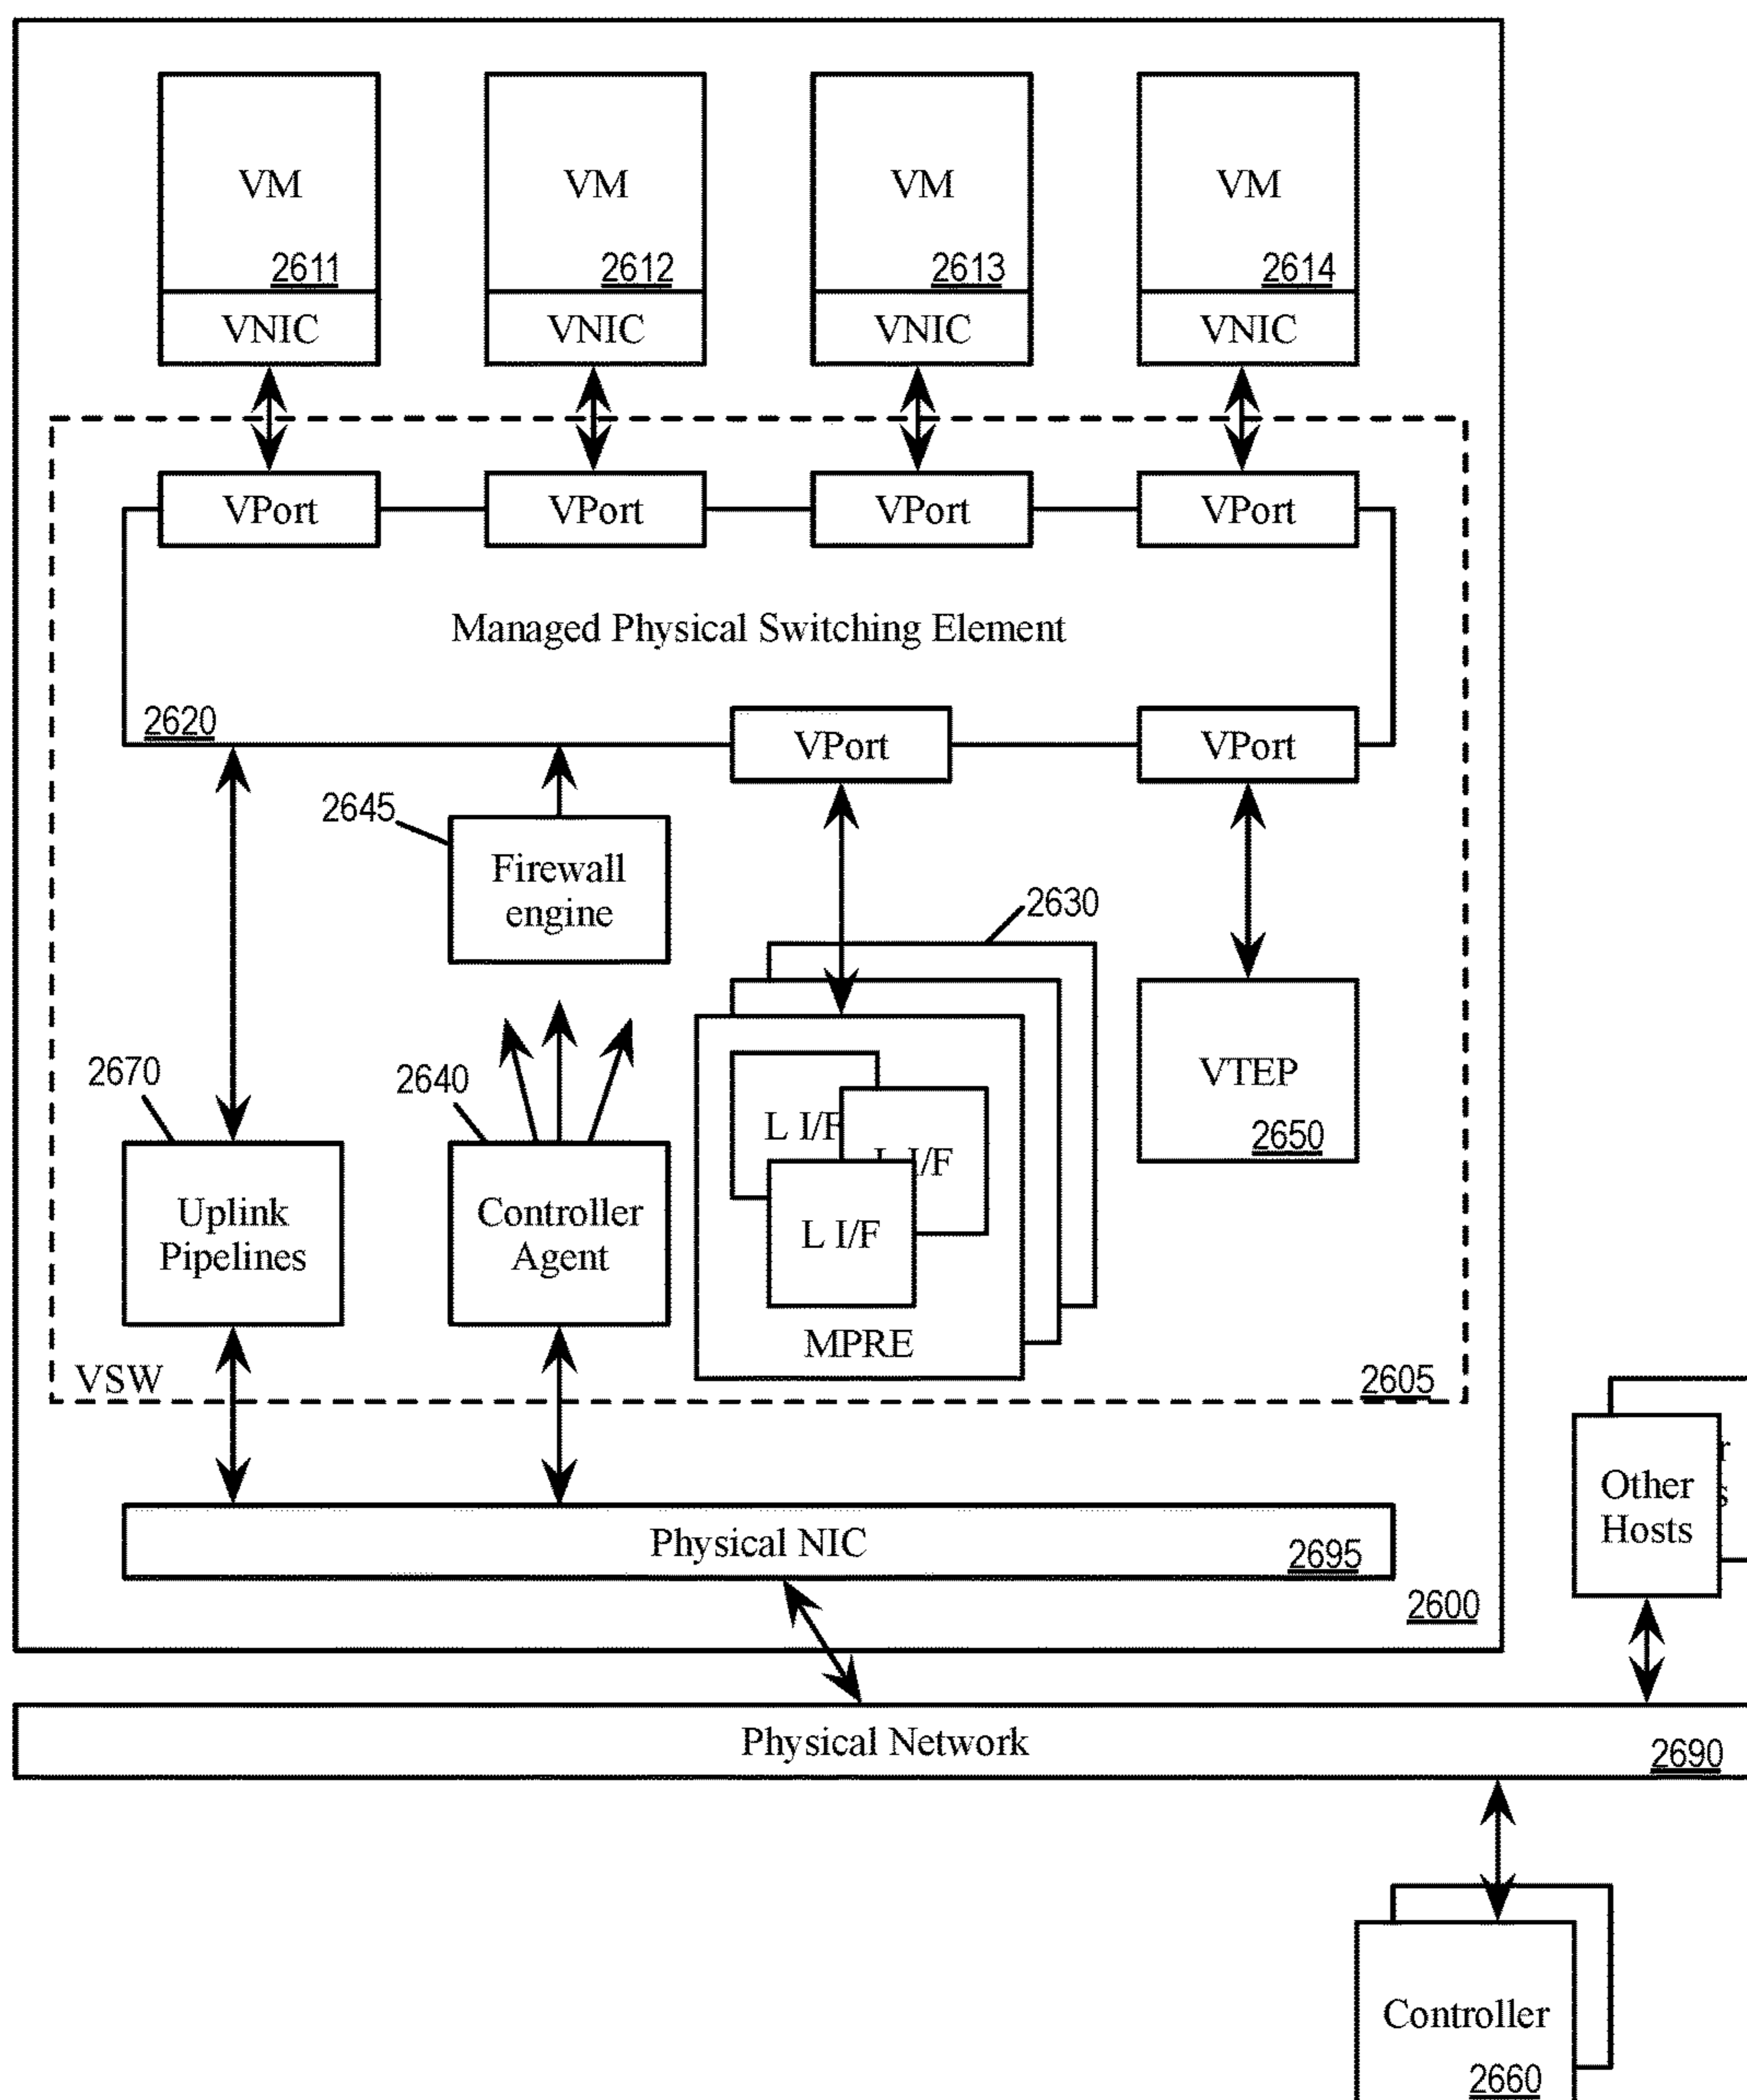 VM
VM
VM
VM
2611
2612
2613
2614
VNIC
VNIC
VNIC
VNIC
VPort
VPort
VPort
VPort
Managed Physical Switching Element
2620
VPort
VPort
2645
Firewall
engine
2630
2670
2640
VTEP
2650
L I/F
I/F
L I/F
Uplink
Pipelines
Controller
Agent
MPRE
VSW
2605
Other
Hosts
r
s
Physical NIC
2695
2600
Physical Network
2690
Controller
2660